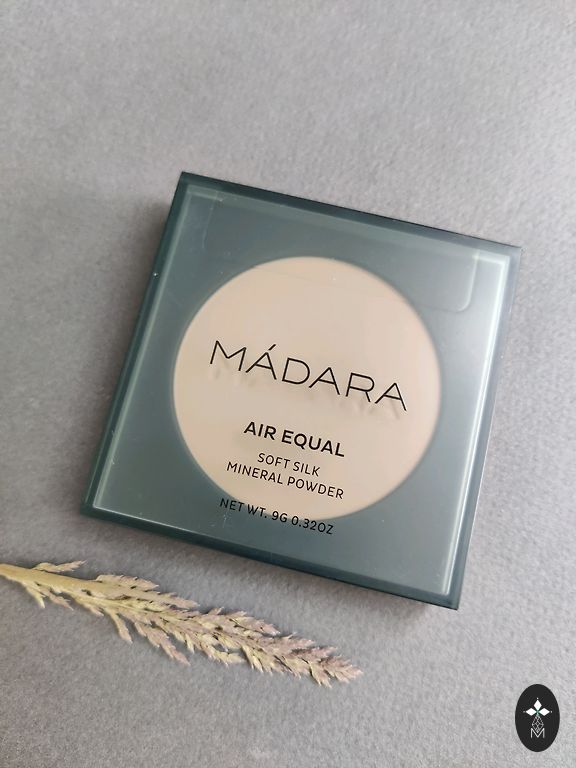 MÁDARA
AIR EQUAL
SOFT SILK
MINERAL POWDER
NET WT. 9G 0.32OZ
M